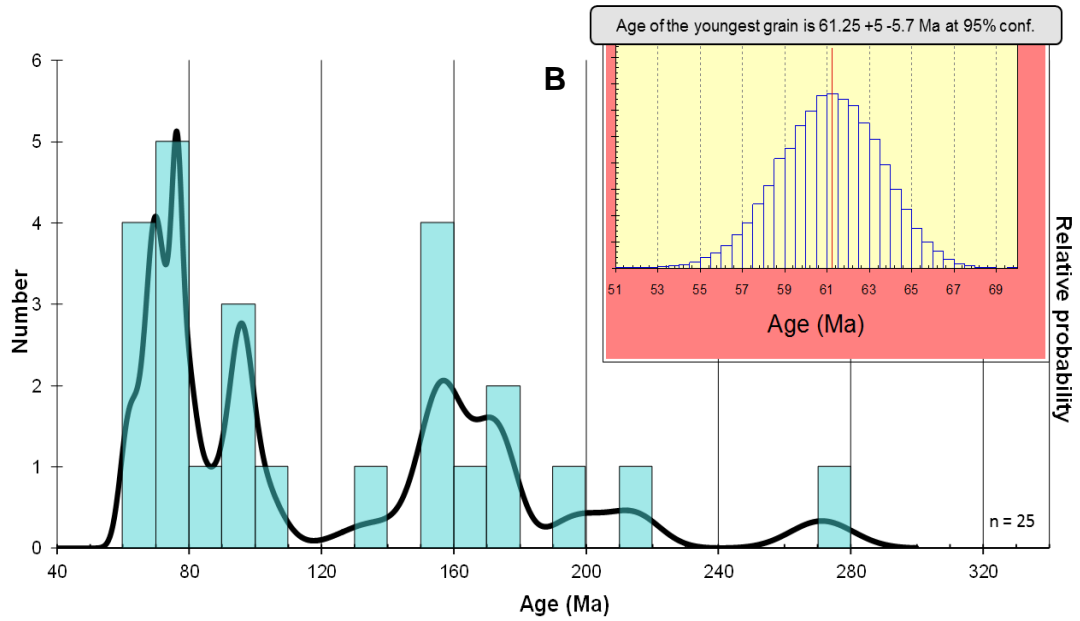 Age of the youngest grain is 61.25 +5 -5.7 Ma at 95% conf.
B
51 53 55 57 59 61 63 65 67 69
Age (Ma)
6
5
4
3
2
1
0
Number
Relative probability
n = 25
40 80 120 160 200 240 280 320
Age (Ma)